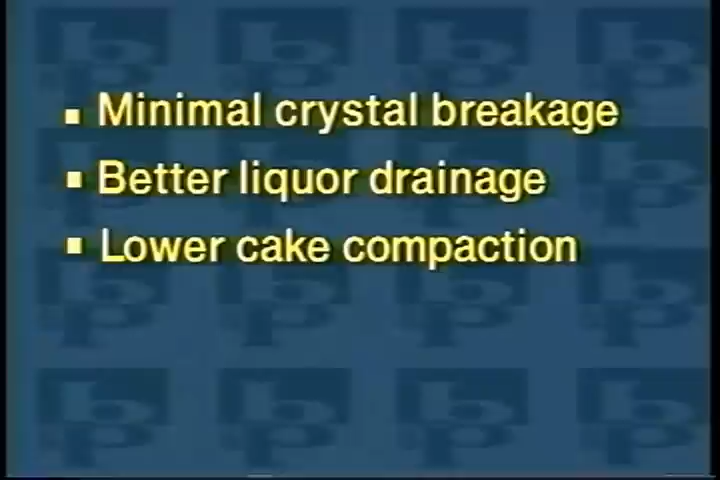 ▪ Minimal crystal breakage
▪ Better liquor drainage
▪ Lower cake compaction